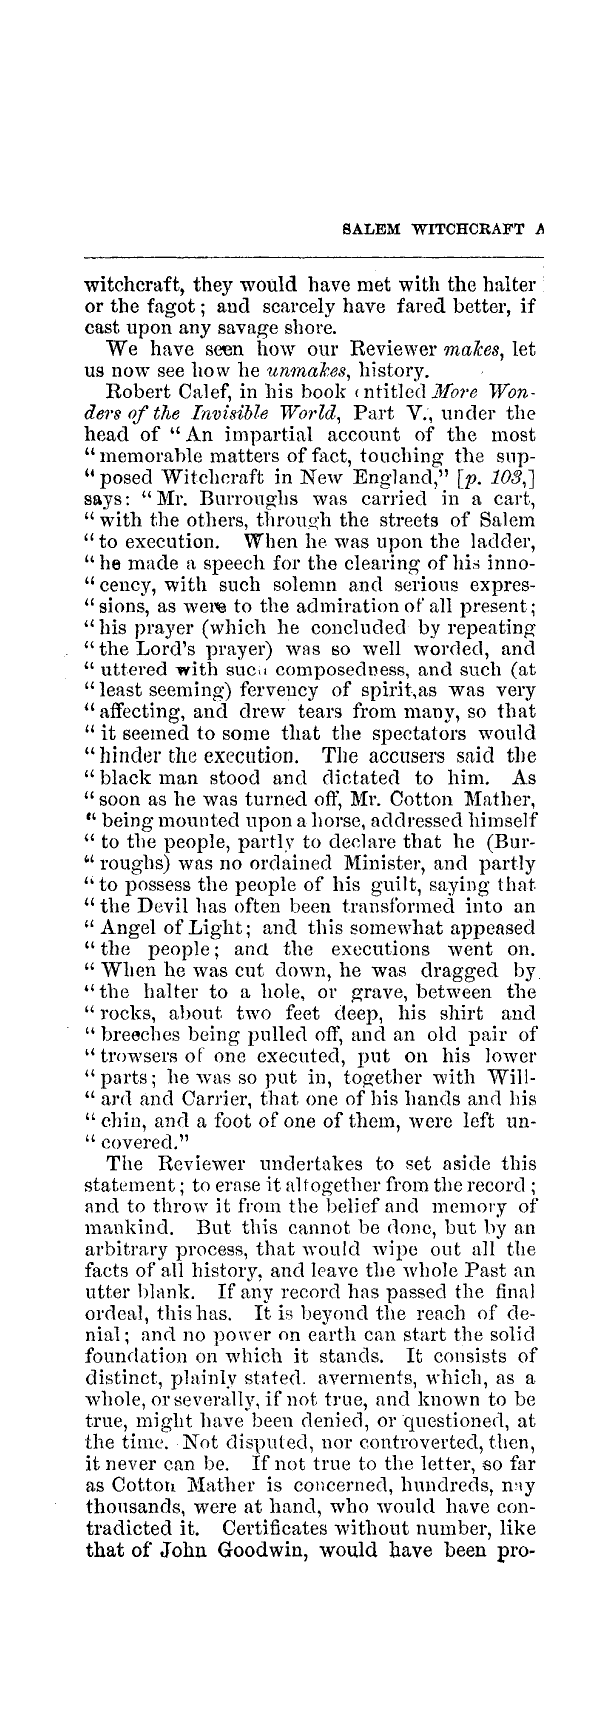 SALEM WITCHCRAFT A
witchcraft, they would have met with the halter
or the fagot; and scarcely have fared better, if
cast upon any savage shore.
We have seen how our Reviewer makes, let
us now see how he unmakes, history.
Robert Calef, in his book entitled More Won-
ders of the Invisible World, Part V., under the
head of “An impartial account of the most
“memorable matters of fact, touching the sup-
“posed Witchcraft in New England,” [p. 103,]
says: “Mr. Burroughs was carried in a cart,
“with the others, through the streets of Salem
“to execution. When he was upon the ladder,
“he made a speech for the clearing of his inno-
“cency, with such solemn and serious expres-
“sions, as were to the admiration of all present;
“his prayer (which he concluded by repeating
“the Lord’s prayer) was so well worded, and
“uttered with such composedness, and such (at
“least seeming) fervency of spirit, as was very
“affecting, and drew tears from many, so that
“it seemed to some that the spectators would
“hinder the execution. The accusers said the
“black man stood and dictated to him. As
“soon as he was turned off, Mr. Cotton Mather,
“being mounted upon a horse, addressed himself
“to the people, partly to declare that he (Bur-
“roughs) was no ordained Minister, and partly
“to possess the people of his guilt, saying that
“the Devil has often been transformed into an
“Angel of Light; and this somewhat appeased
“the people; and the executions went on.
“When he was cut down, he was dragged by
“the halter to a hole, or grave, between the
“rocks, about two feet deep, his shirt and
“breeches being pulled off, and an old pair of
“trowsers of one executed, put on his lower
“parts; he was so put in, together with Will-
“ard and Carrier, that one of his hands and his
“chin, and a foot of one of them, were left un-
“covered.”
The Reviewer undertakes to set aside this
statement; to erase it altogether from the record;
and to throw it from the belief and memory of
mankind. But this cannot be done, but by an
arbitrary process, that would wipe out all the
facts of all history, and leave the whole Past an
utter blank. If any record has passed the final
ordeal, this has. It is beyond the reach of de-
nial; and no power on earth can start the solid
foundation on which it stands. It consists of
distinct, plainly stated. averments, which, as a
whole, or severally, if not true, and known to be
true, might have been denied, or questioned, at
the time. Not disputed, nor controverted, then,
it never can be. If not true to the letter, so far
as Cotton Mather is concerned, hundreds, nay
thousands, were at hand, who would have con-
tradicted it. Certificates without number, like
that of John Goodwin, would have been pro-